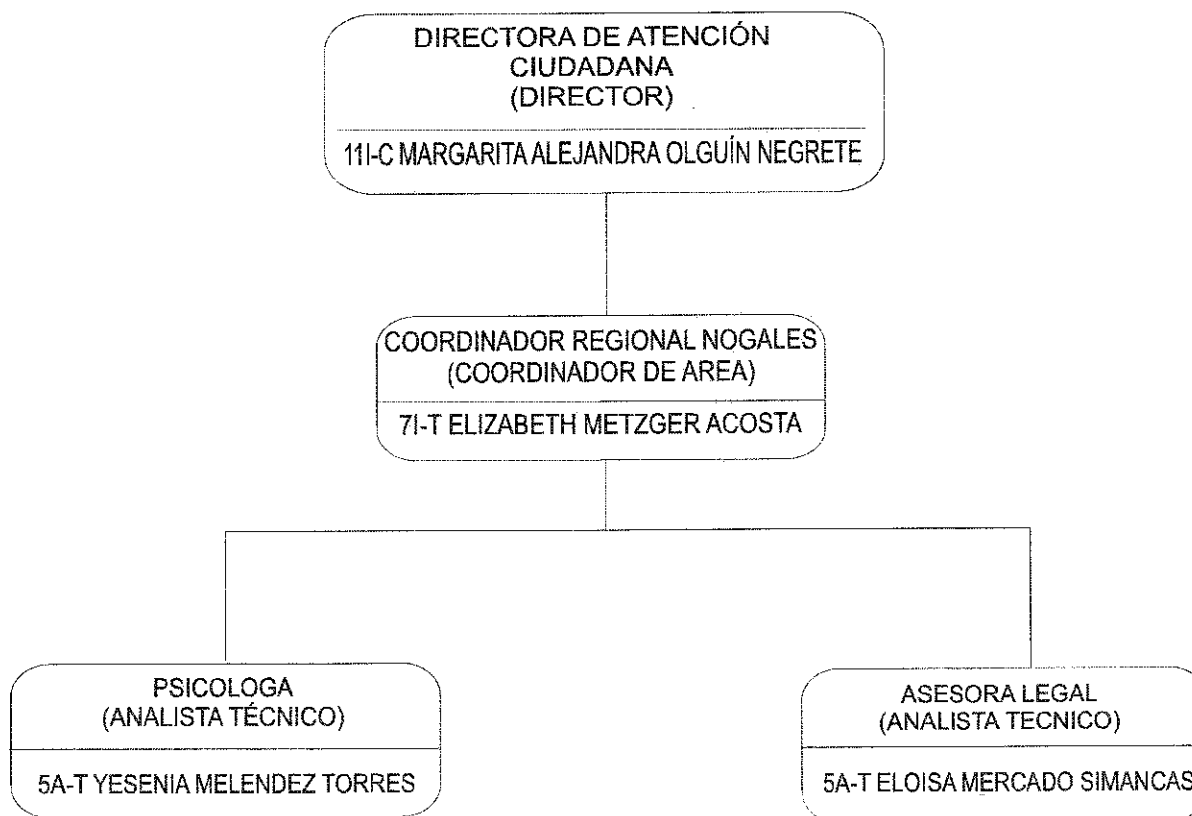 DIRECTORA DE ATENCIÓN
CIUDADANA
(DIRECTOR)
11I-C MARGARITA ALEJANDRA OLGUÍN NEGRETE
COORDINADOR REGIONAL NOGALES
(COORDINADOR DE AREA)
7I-T ELIZABETH METZGER ACOSTA
PSICOLOGA
(ANALISTA TÉCNICO)
5A-T YESENIA MELENDEZ TORRES
ASESORA LEGAL
(ANALISTA TECNICO)
5A-T ELOISA MERCADO SIMANCAS